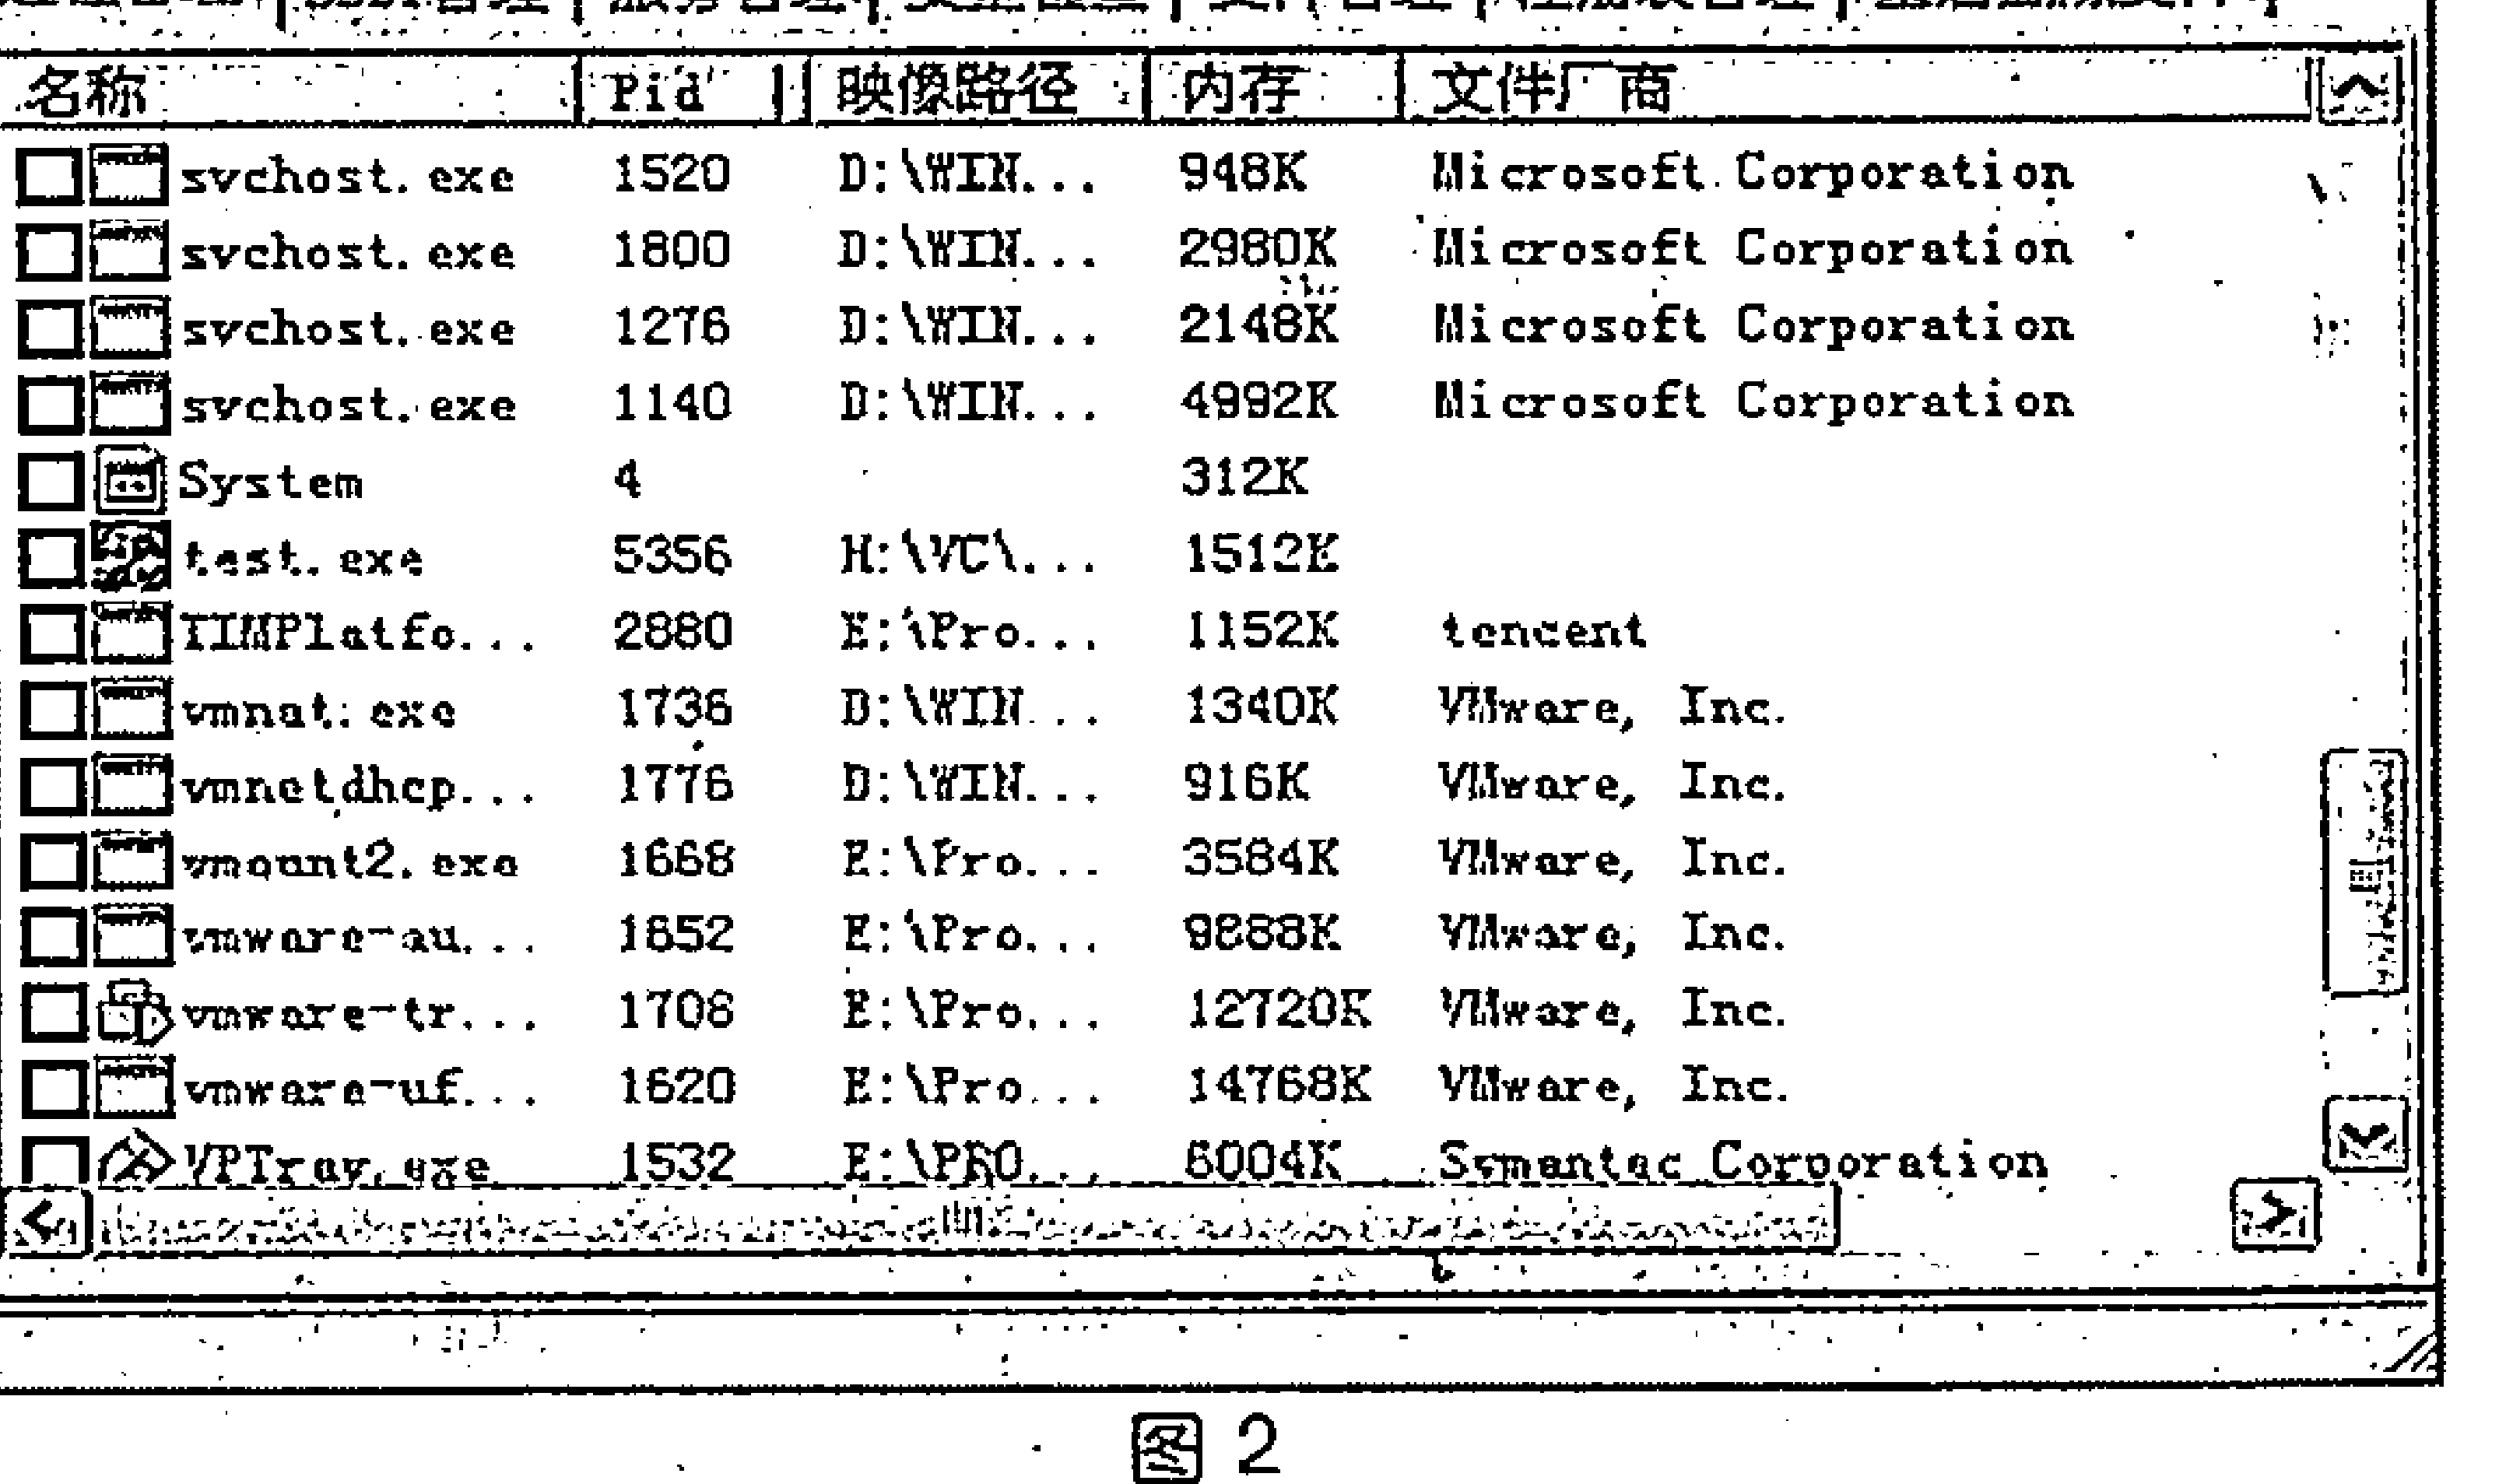 名称 Pid 映像路径 内存 文件厂商
svchost.exe 1520 D:\WIN... 948K Microsoft Corporation
svchost.exe 1800 D:\WIN... 2980K Microsoft Corporation
svchost.exe 1276 D:\WIN... 2148K Microsoft Corporation
svchost.exe 1140 D:\WIN... 4992K Microsoft Corporation
System 4 312K
test.exe 5356 H:\VC\... 1512K
TIMPlatfo... 2880 E:\Pro... 1152K tencent
vmnat.exe 1736 D:\WIN... 1340K VMware, Inc.
vmnetdhcp... 1776 D:\WIN... 916K VMware, Inc.
vmount2.exe 1668 E:\Pro... 3584K VMware, Inc.
vmware-au... 1652 E:\Pro... 9888K VMware, Inc.
vmware-tr... 1708 E:\Pro... 12720K VMware, Inc.
vmware-uf... 1620 E:\Pro... 14768K VMware, Inc.
VPTray.exe 1532 E:\PRO... 6004K Symantec Corporation
图 2